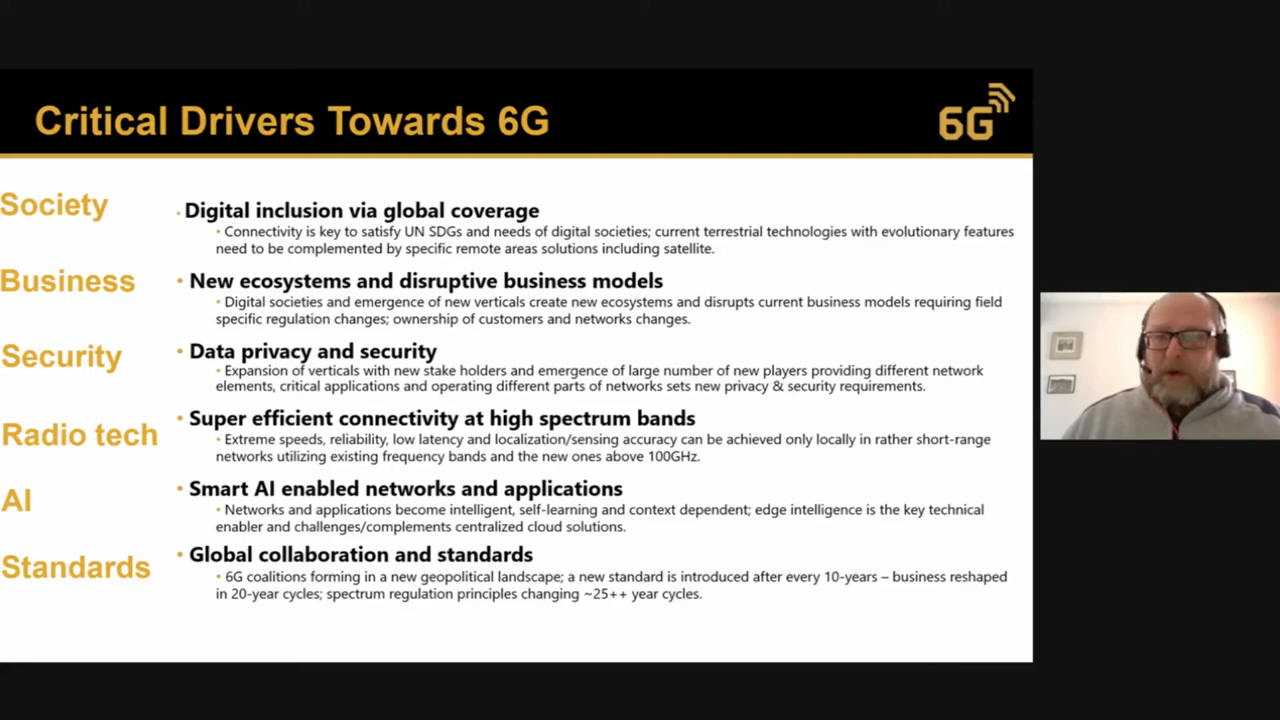 Critical Drivers Towards 6G
6G
Society
• Digital inclusion via global coverage
• Connectivity is key to satisfy UN SDGs and needs of digital societies; current terrestrial technologies with evolutionary features
need to be complemented by specific remote areas solutions including satellite.
Business
• New ecosystems and disruptive business models
• Digital societies and emergence of new verticals create new ecosystems and disrupts current business models requiring field
specific regulation changes; ownership of customers and networks changes.
Security
• Data privacy and security
• Expansion of verticals with new stake holders and emergence of large number of new players providing different network
elements, critical applications and operating different parts of networks sets new privacy & security requirements.
Radio tech
• Super efficient connectivity at high spectrum bands
• Extreme speeds, reliability, low latency and localization/sensing accuracy can be achieved only locally in rather short-range
networks utilizing existing frequency bands and the new ones above 100GHz.
AI
• Smart AI enabled networks and applications
• Networks and applications become intelligent, self-learning and context dependent; edge intelligence is the key technical
enabler and challenges/complements centralized cloud solutions.
Standards
• Global collaboration and standards
• 6G coalitions forming in a new geopolitical landscape; a new standard is introduced after every 10-years – business reshaped
in 20-year cycles; spectrum regulation principles changing ~25++ year cycles.